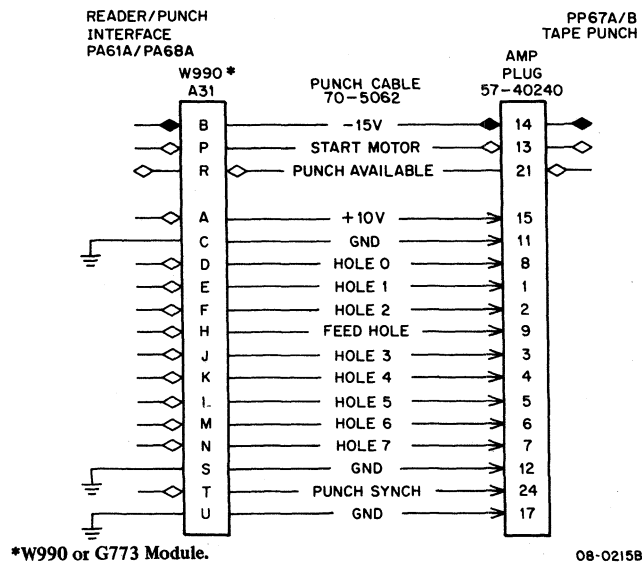 READER/PUNCH
INTERFACE
PA61A/PA68A
PP67A/B
TAPE PUNCH
W990 *
A31
PUNCH CABLE
70-5062
AMP
PLUG
57-40240
B -15V 14
P START MOTOR 13
R PUNCH AVAILABLE 21
A +10V 15
C GND 11
D HOLE 0 8
E HOLE 1 1
F HOLE 2 2
H FEED HOLE 9
J HOLE 3 3
K HOLE 4 4
L HOLE 5 5
M HOLE 6 6
N HOLE 7 7
S GND 12
T PUNCH SYNCH 24
U GND 17
*W990 or G773 Module.
08-0215B